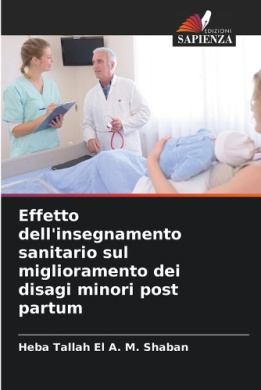 EDIZIONI
SAPIENZA
Effetto
dell'insegnamento
sanitario sul
miglioramento dei
disagi minori post
partum
Heba Tallah El A. M. Shaban